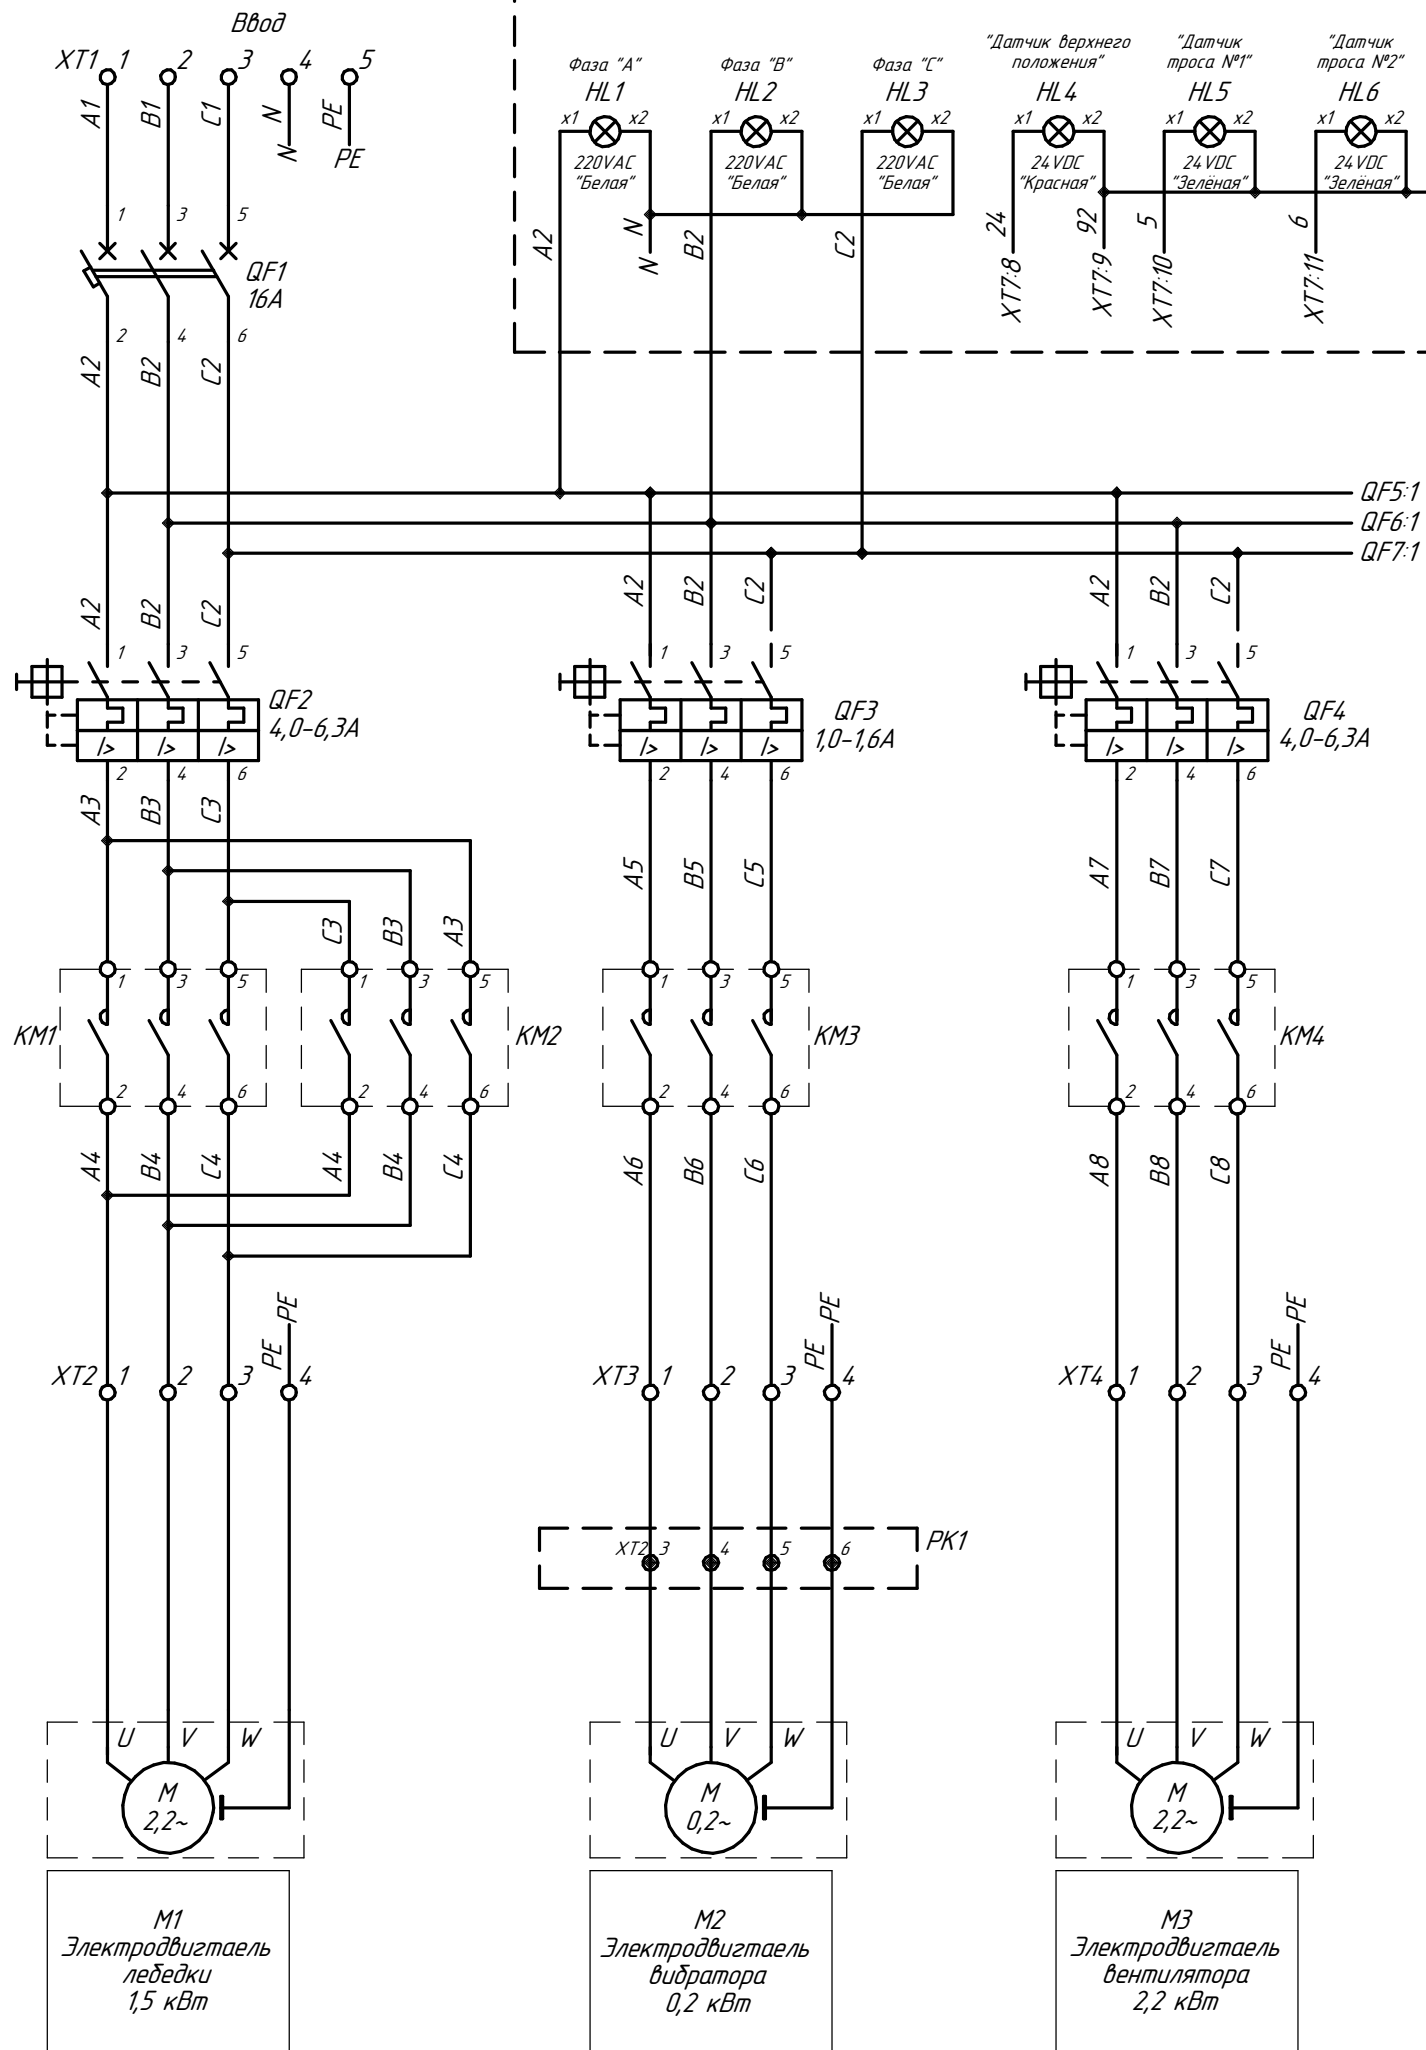 Ввод
XT1 1 2 3 4 5
A1 B1 C1 N PE
N PE
"Датчик верхнего
положения"
"Датчик
троса №1"
"Датчик
троса №2"
Фаза "A" Фаза "B" Фаза "C"
HL1 HL2 HL3 HL4 HL5 HL6
x1 x2 x1 x2 x1 x2 x1 x2 x1 x2 x1 x2
220VAC 220VAC 220VAC 24VDC 24VDC 24VDC
"Белая" "Белая" "Белая" "Красная" "Зелёная" "Зелёная"
A2 N B2 C2 24 92 5 6
N XT7:8 XT7:9 XT7:10 XT7:11
1 3 5
QF1
16A
2 4 6
A2 B2 C2
QF5:1
QF6:1
QF7:1
A2 B2 C2 A2 B2 C2 A2 B2 C2
1 3 5 1 3 5 1 3 5
QF2
4,0-6,3A
QF3
1,0-1,6A
QF4
4,0-6,3A
I> I> I> I> I> I> I> I> I>
2 4 6 2 4 6 2 4 6
A3 B3 C3
A5 B5 C5 A7 B7 C7
C3 B3 A3
1 3 5 1 3 5 1 3 5 1 3 5
KM1 KM2 KM3 KM4
2 4 6 2 4 6 2 4 6 2 4 6
A4 B4 C4 A4 B4 C4 A6 B6 C6 A8 B8 C8
PE PE PE
PE PE PE
XT2 1 2 3 4 XT3 1 2 3 4 XT4 1 2 3 4
XT2 3 4 5 6 PK1
U V W U V W U V W
M M M
2,2~ 0,2~ 2,2~
M1
Электродвигтаель
лебедки
1,5 кВт
M2
Электродвигтаель
вибратора
0,2 кВт
M3
Электродвигтаель
вентилятора
2,2 кВт